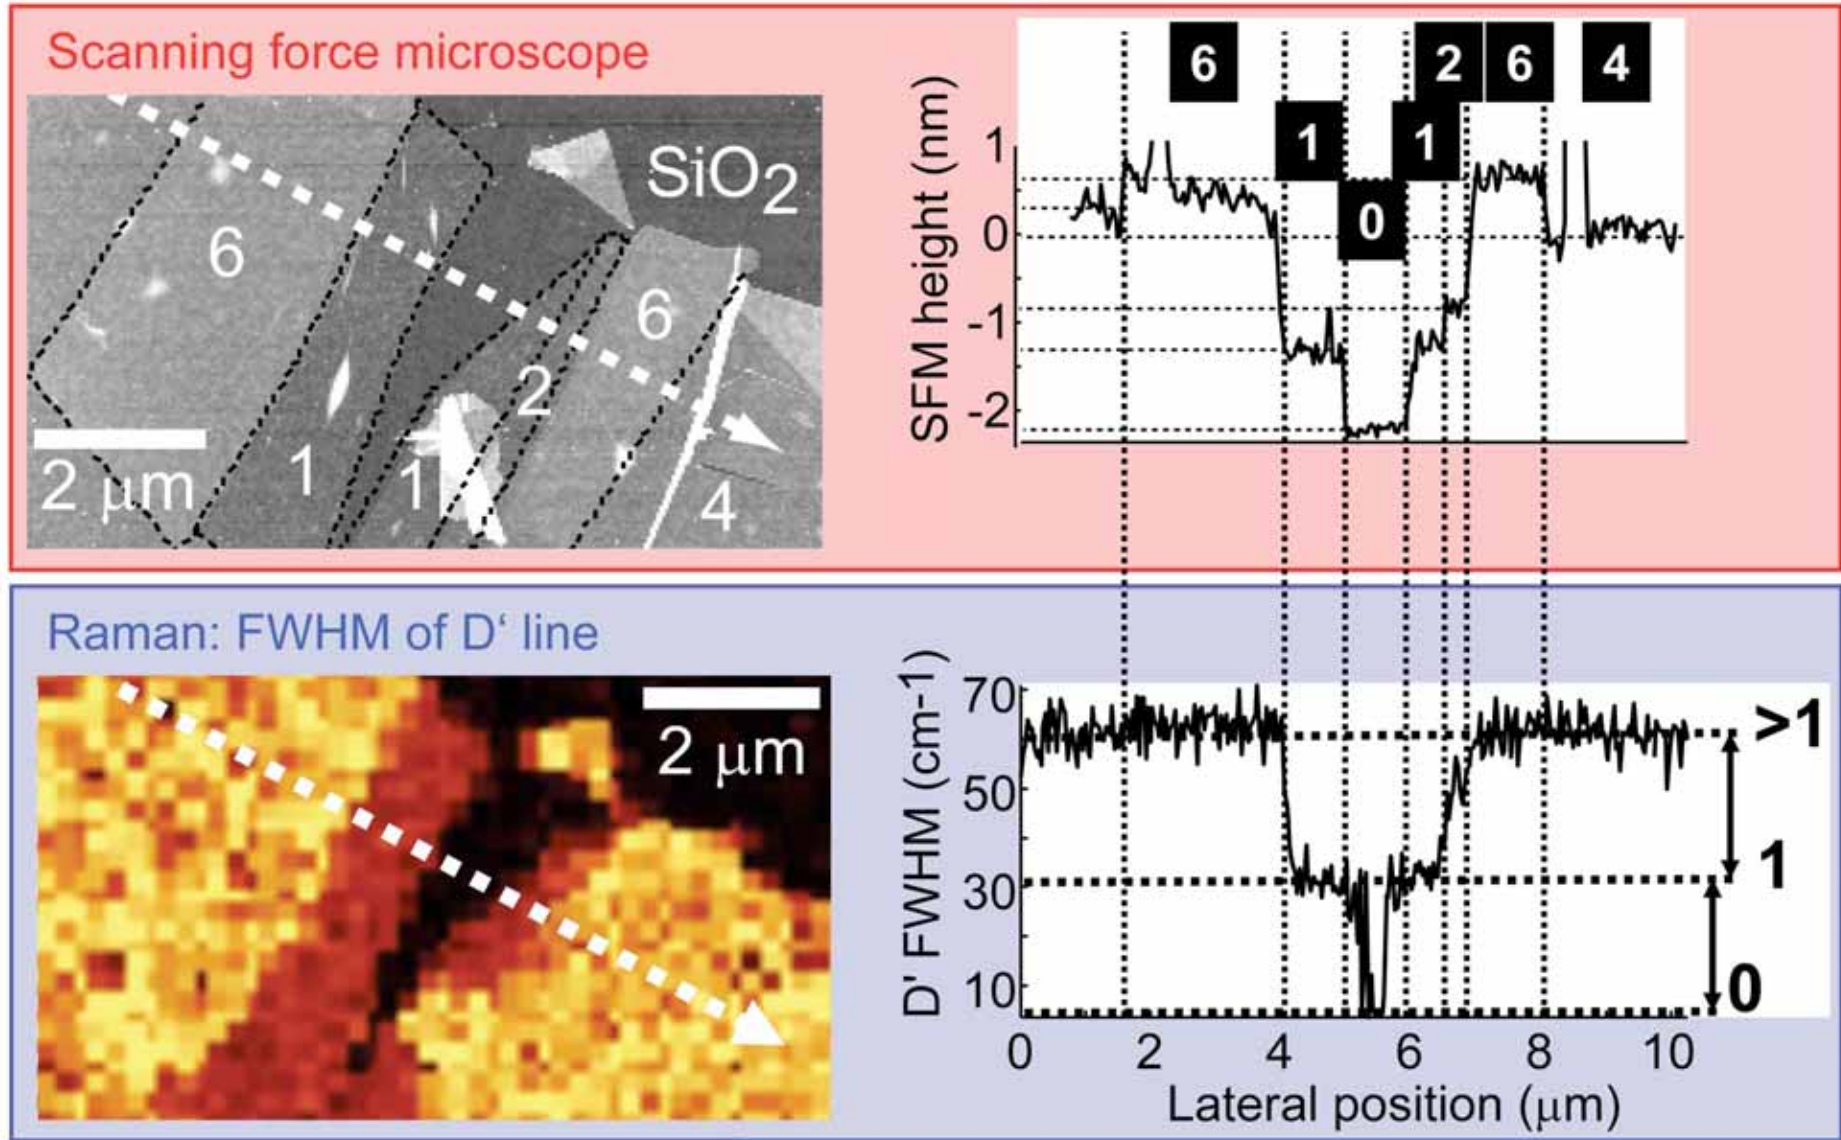 Scanning force microscope
SiO2
6
6
2
1
1
4
2 μm
6
2
6
4
1
1
0
SFM height (nm)
1
0
-1
-2
Raman: FWHM of D‘ line
2 μm
D' FWHM (cm-1)
70
50
30
10
>1
1
0
0 2 4 6 8 10
Lateral position (μm)